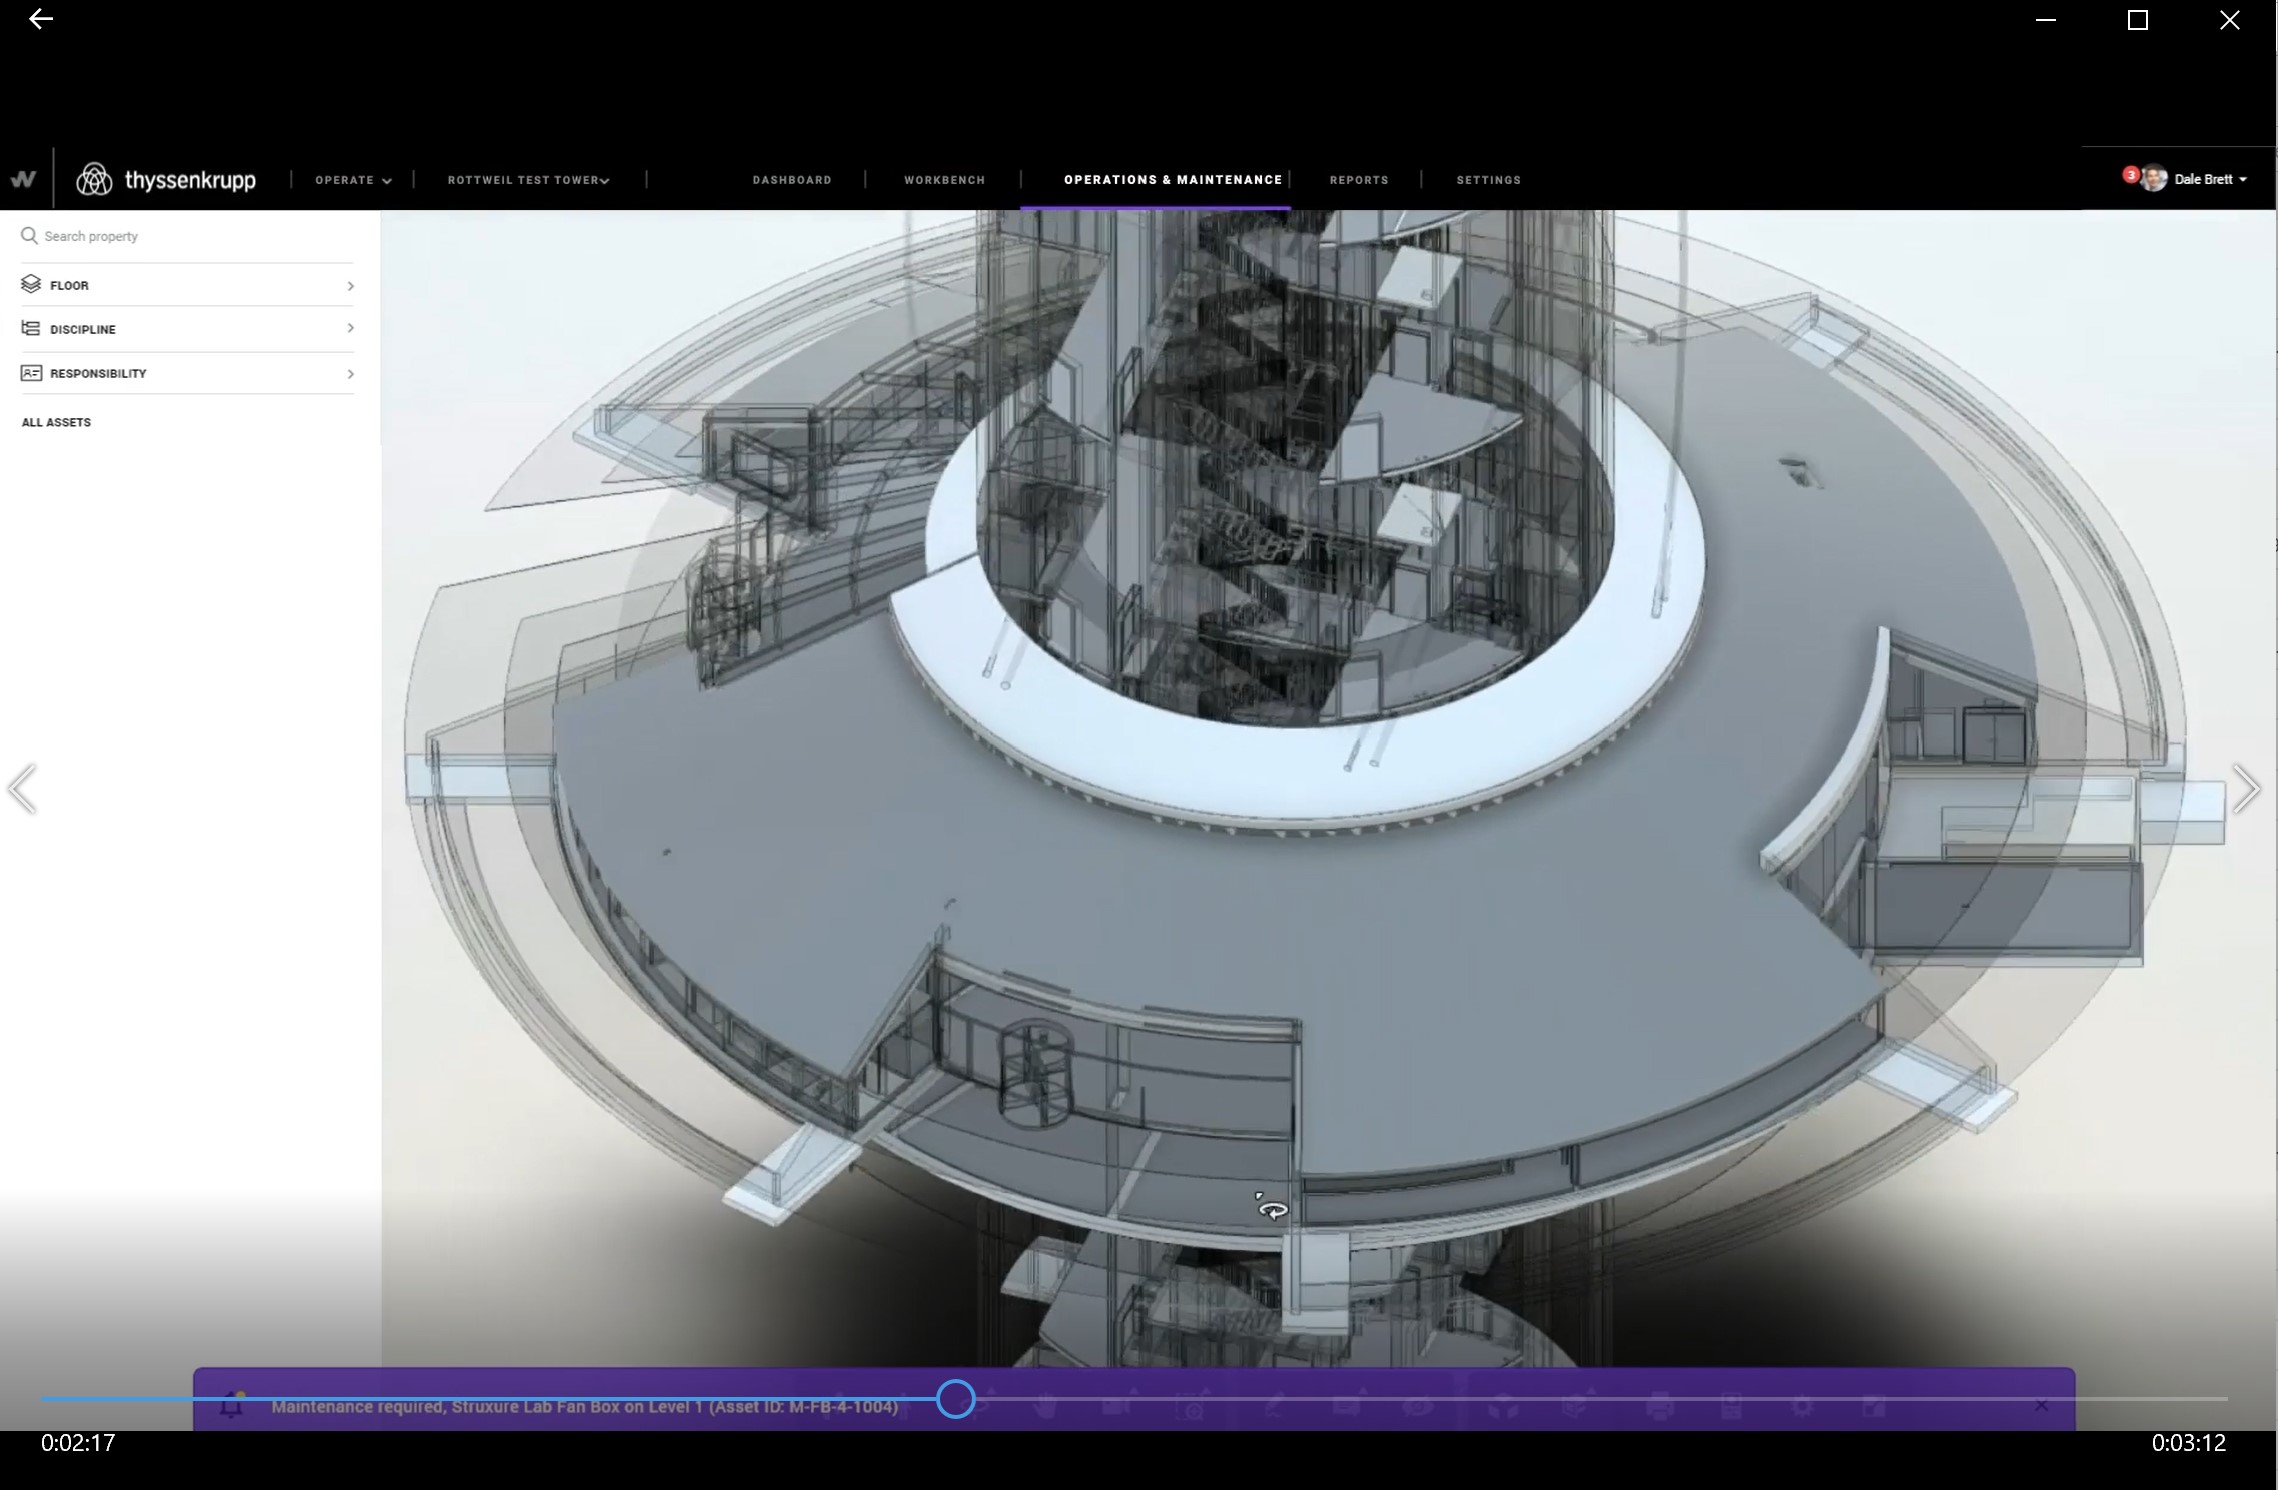 thyssenkrupp
OPERATE
ROTTWEIL TEST TOWER
DASHBOARD
WORKBENCH
OPERATIONS & MAINTENANCE
REPORTS
SETTINGS
3
Dale Brett
Search property
FLOOR
DISCIPLINE
RESPONSIBILITY
ALL ASSETS
Maintenance required, Struxure Lab Fan Box on Level 1 (Asset ID: M-FB-4-1004)
0:02:17
0:03:12